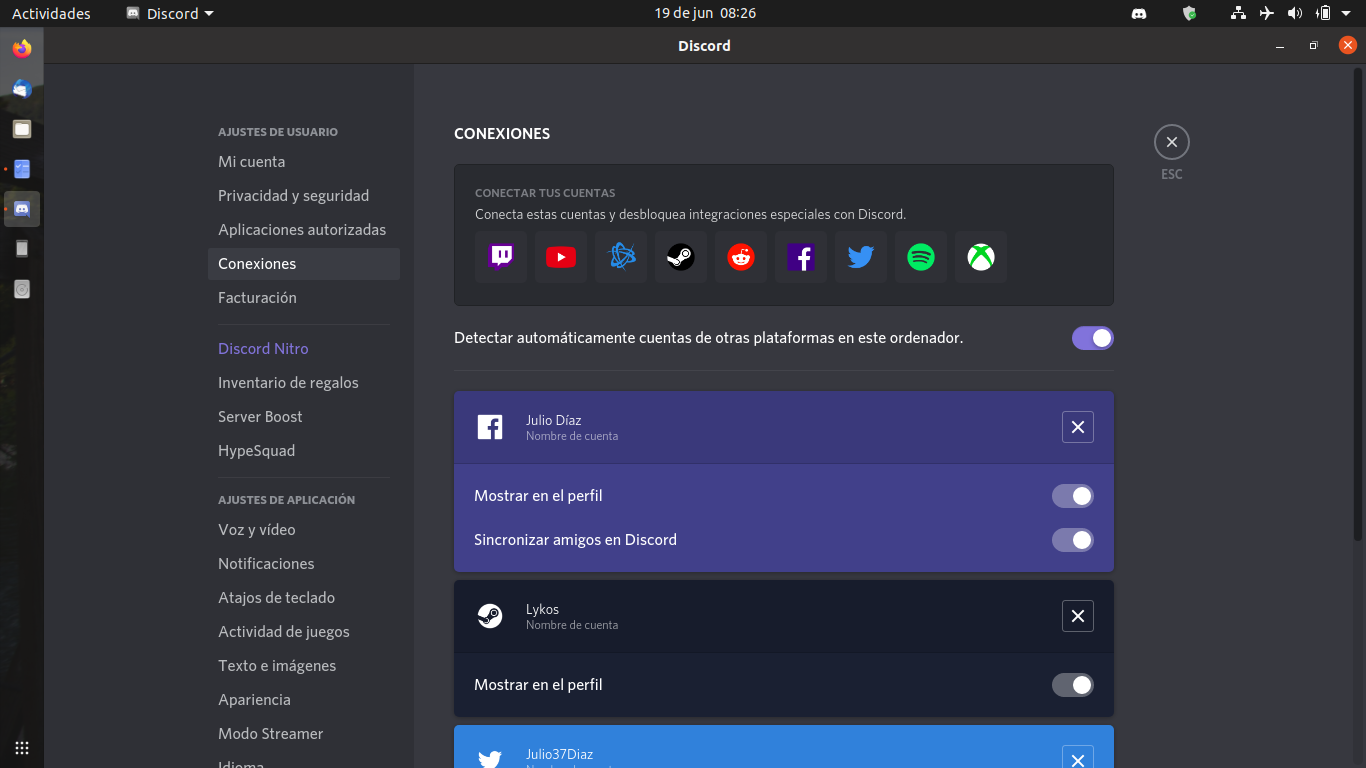 Actividades
Discord
19 de jun 08:26
Discord
AJUSTES DE USUARIO
Mi cuenta
Privacidad y seguridad
Aplicaciones autorizadas
Conexiones
Facturación
Discord Nitro
Inventario de regalos
Server Boost
HypeSquad
AJUSTES DE APLICACIÓN
Voz y vídeo
Notificaciones
Atajos de teclado
Actividad de juegos
Texto e imágenes
Apariencia
Modo Streamer
Idioma
CONEXIONES
ESC
CONECTAR TUS CUENTAS
Conecta estas cuentas y desbloquea integraciones especiales con Discord.
Detectar automáticamente cuentas de otras plataformas en este ordenador.
Julio Díaz
Nombre de cuenta
Mostrar en el perfil
Sincronizar amigos en Discord
Lykos
Nombre de cuenta
Mostrar en el perfil
Julio37Diaz